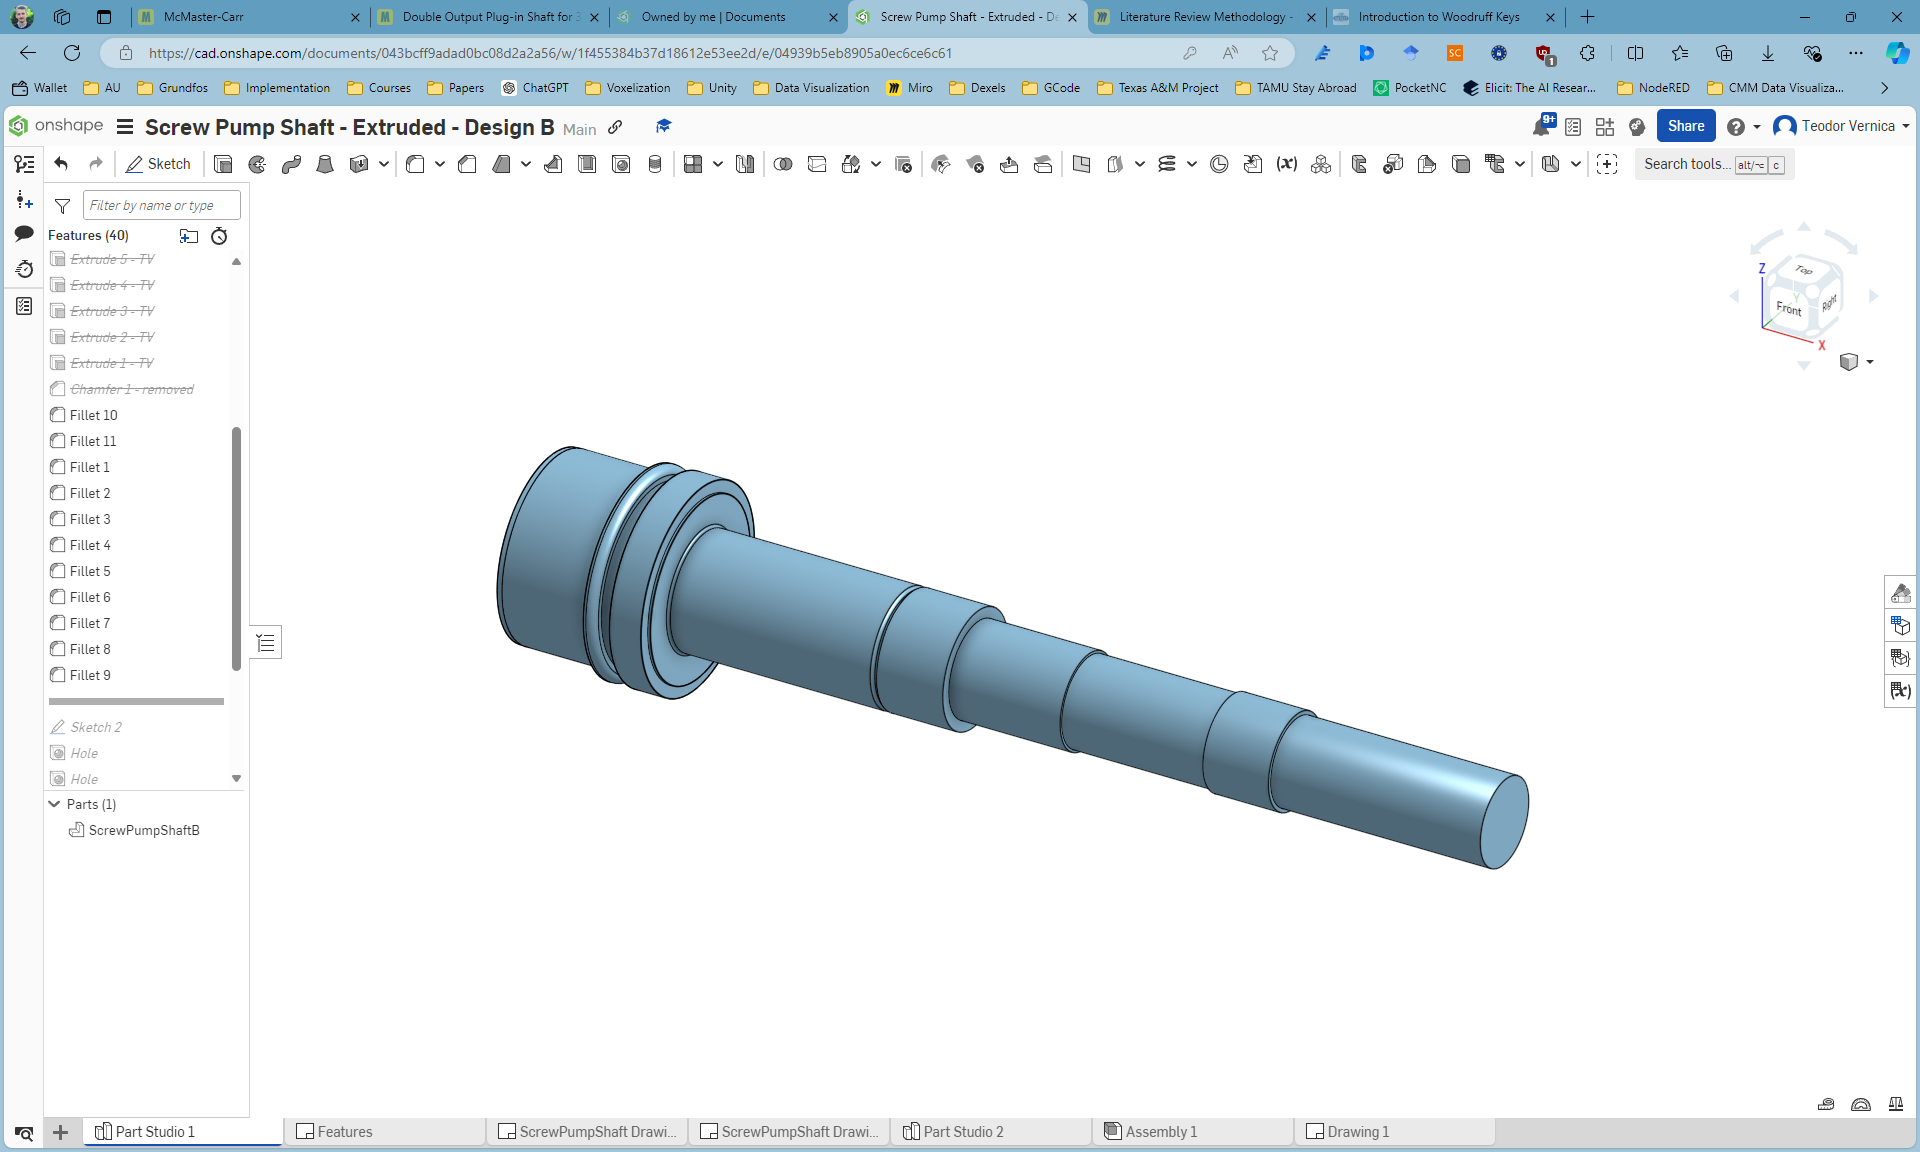 McMaster-Carr
Double Output Plug-in Shaft for 3
Owned by me | Documents
Screw Pump Shaft - Extruded - De
Literature Review Methodology -
Introduction to Woodruff Keys
https://cad.onshape.com/documents/043bcff9adad0bc08d2a2a56/w/1f455384b37d18612e53ee2d/e/04939b5eb8905a0ec6ce6c61
SC
1
Wallet
AU
Grundfos
Implementation
Courses
Papers
ChatGPT
Voxelization
Unity
Data Visualization
Miro
Dexels
GCode
Texas A&M Project
TAMU Stay Abroad
PocketNC
Elicit: The AI Resear...
NodeRED
CMM Data Visualiza...
onshape
Screw Pump Shaft - Extruded - Design B Main
9+
Share
Teodor Vernica
Sketch
(x)
Search tools... alt/⌥ c
Filter by name or type
Features (40)
Extrude 5 - TV
Extrude 4 - TV
Extrude 3 - TV
Extrude 2 - TV
Extrude 1 - TV
Chamfer 1 - removed
Fillet 10
Fillet 11
Fillet 1
Fillet 2
Fillet 3
Fillet 4
Fillet 5
Fillet 6
Fillet 7
Fillet 8
Fillet 9
Sketch 2
Hole
Hole
Parts (1)
ScrewPumpShaftB
Z
Top
Y
Front
Right
X
(x)
Part Studio 1
Features
ScrewPumpShaft Drawi...
ScrewPumpShaft Drawi...
Part Studio 2
Assembly 1
Drawing 1